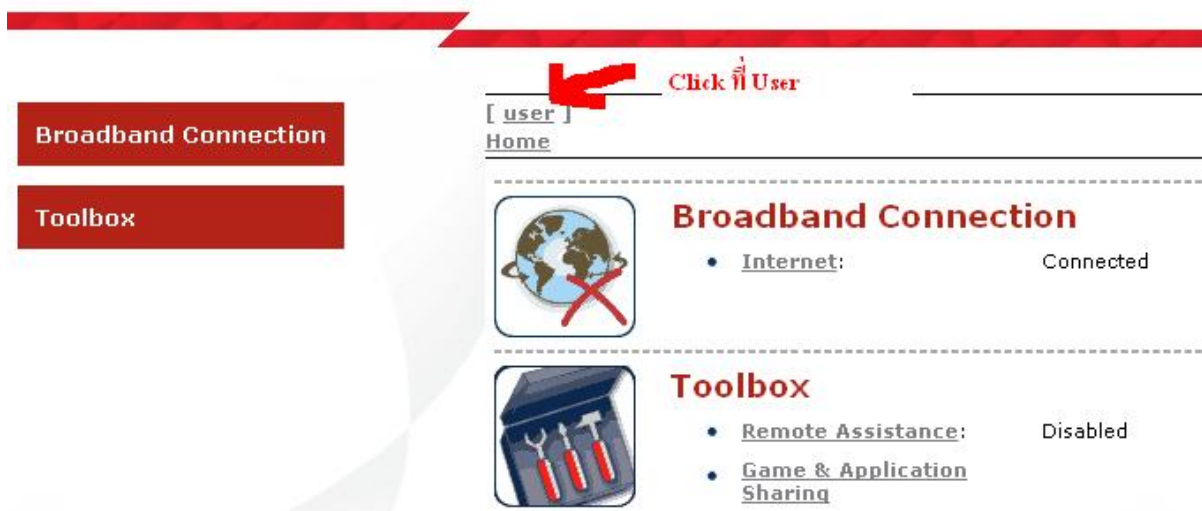 Click ที่ User
[ user ]
Home
Broadband Connection
Toolbox
Broadband Connection
Internet: Connected
Toolbox
Remote Assistance: Disabled
Game & Application
Sharing